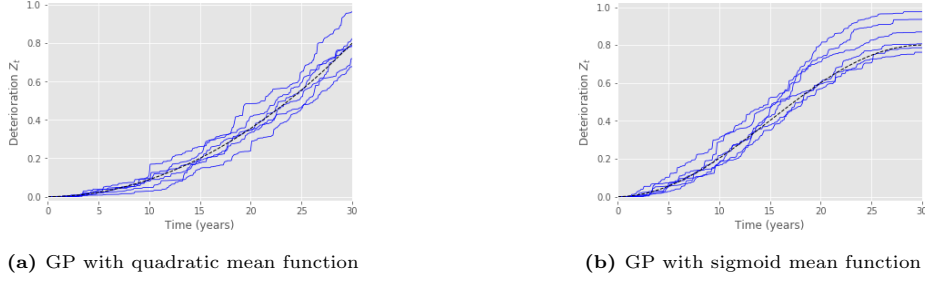 1.0
0.8
0.6
0.4
0.2
0.0
Deterioration Z_t
0 5 10 15 20 25 30
Time (years)
(a) GP with quadratic mean function
1.0
0.8
0.6
0.4
0.2
0.0
Deterioration Z_t
0 5 10 15 20 25 30
Time (years)
(b) GP with sigmoid mean function